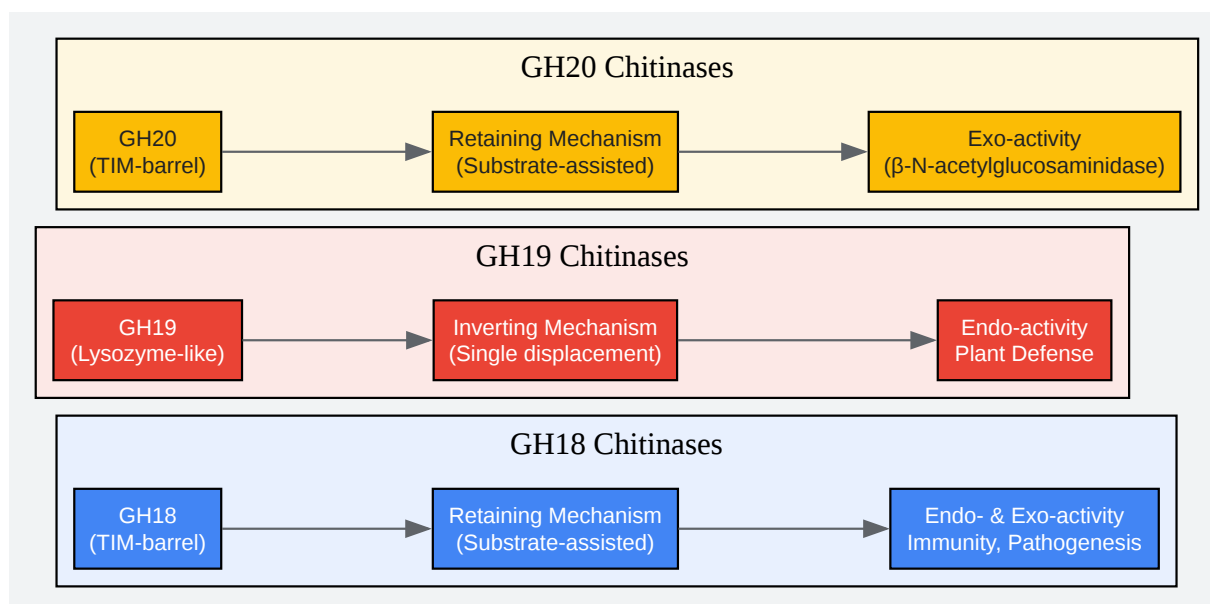 GH20 Chitinases
GH20
(TIM-barrel)
Retaining Mechanism
(Substrate-assisted)
Exo-activity
(β-N-acetylglucosaminidase)
GH19 Chitinases
GH19
(Lysozyme-like)
Inverting Mechanism
(Single displacement)
Endo-activity
Plant Defense
GH18 Chitinases
GH18
(TIM-barrel)
Retaining Mechanism
(Substrate-assisted)
Endo- & Exo-activity
Immunity, Pathogenesis